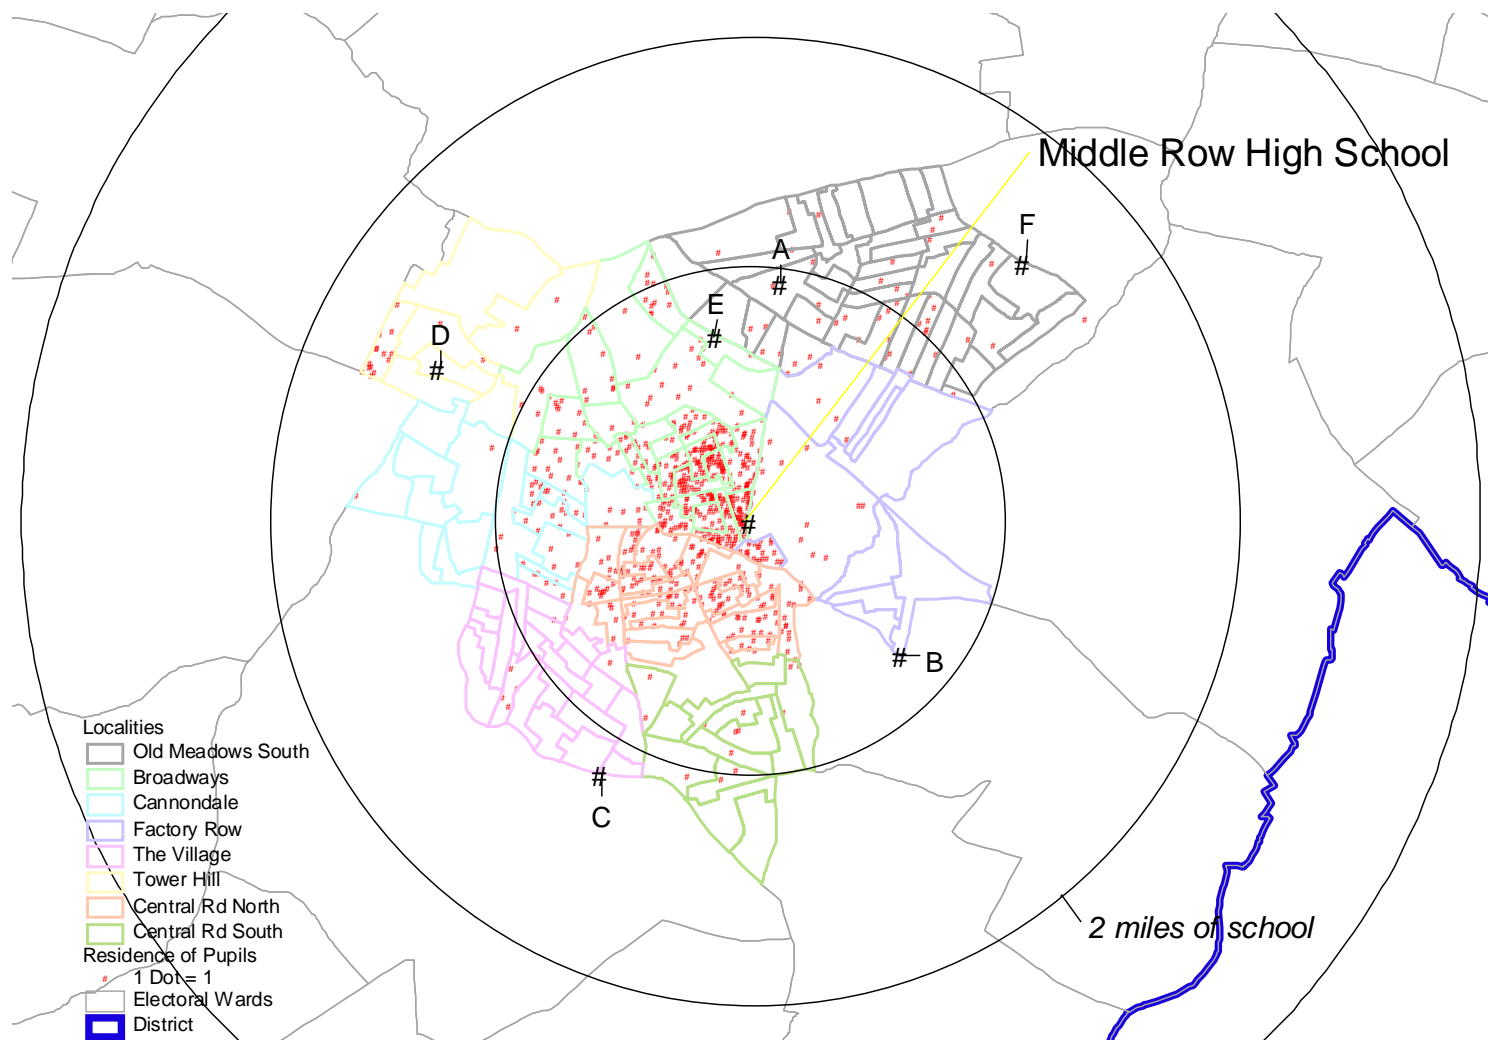 Middle Row High School
F
A
E
D
B
C
2 miles of school
Localities
Old Meadows South
Broadways
Cannondale
Factory Row
The Village
Tower Hill
Central Rd North
Central Rd South
Residence of Pupils
# 1 Dot = 1
Electoral Wards
District